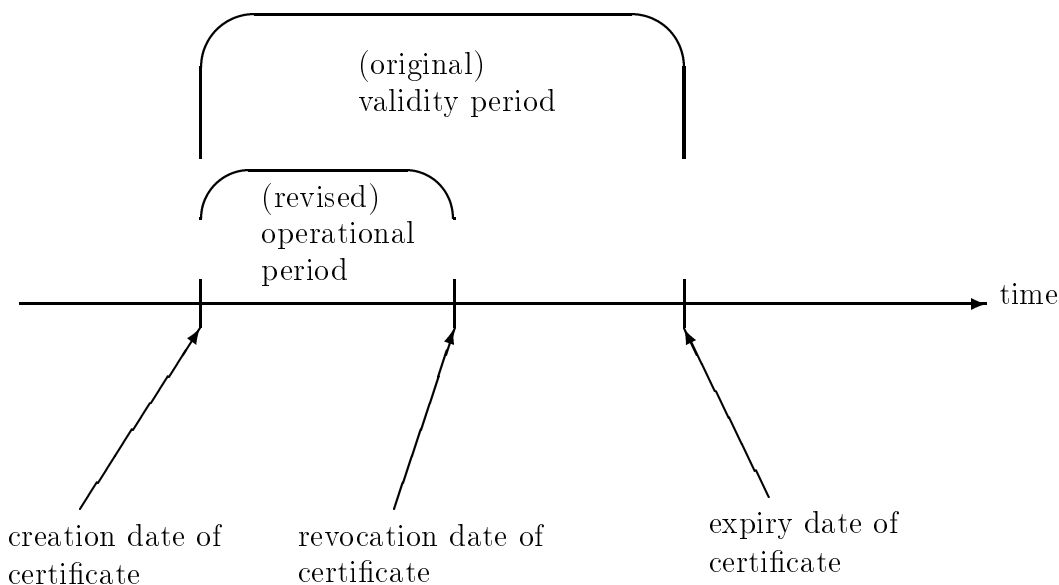 (original)
validity period
(revised)
operational
period
time
creation date of
certificate
revocation date of
certificate
expiry date of
certificate